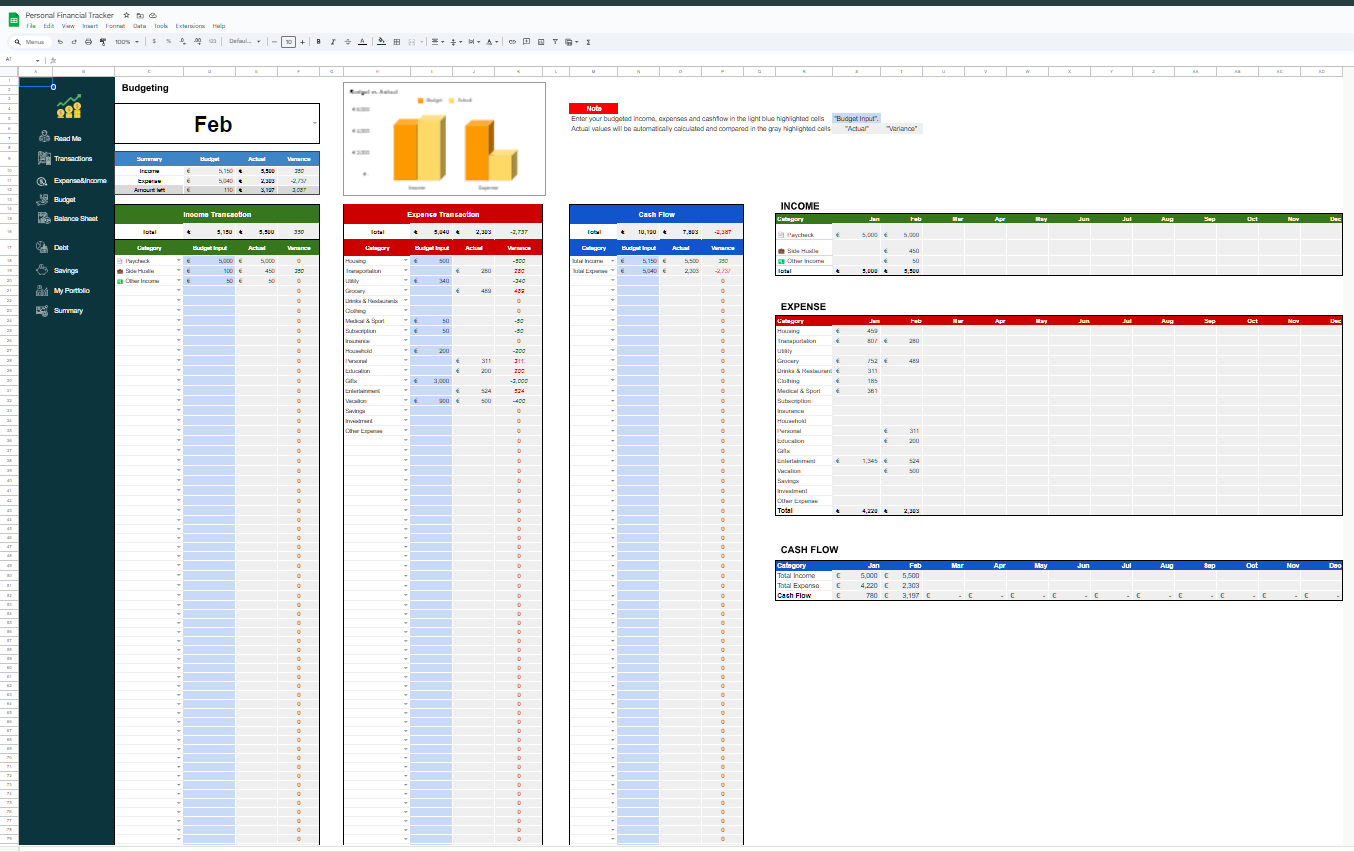 Personal Financial Tracker
File Edit View Insert Format Data Tools Extensions Help
Menus 100% $ % .0 .00 123 Defaul... 10 B I A
A1 fx
Budgeting
Feb
Summary Budget Actual Variance
Income € 5,150 € 5,500 350
Expense € 5,040 € 2,303 -2,737
Amount left € 110 € 3,197 3,087
Budget vs. Actual
Budget Actual
Income Expense
Note
Enter your budgeted income, expenses and cashflow in the light blue highlighted cells "Budget Input".
Actual values will be automatically calculated and compared in the gray highlighted cells "Actual" "Variance"
Read Me
Transactions
Expense&Income
Budget
Balance Sheet
Debt
Savings
My Portfolio
Summary
Income Transaction
Total € 5,150 € 5,500 350
Category Budget Input Actual Variance
Paycheck € 5,000 € 5,000 0
Side Hustle € 100 € 450 350
Other Income € 50 € 50 0
Expense Transaction
Total € 5,040 € 2,303 -2,737
Category Budget Input Actual Variance
Housing € 500 -500
Transportation € 280 280
Utility € 340 -340
Grocery € 489 489
Drinks & Restaurants 0
Clothing 0
Medical & Sport € 50 -50
Subscription € 50 -50
Insurance 0
Household € 200 -200
Personal € 311 311
Education € 200 200
Gifts € 3,000 -3,000
Entertainment € 524 524
Vacation € 900 € 500 -400
Savings 0
Investment 0
Other Expense 0
Cash Flow
Total € 10,190 € 7,803 -2,387
Category Budget Input Actual Variance
Total Income € 5,150 € 5,500 350
Total Expense € 5,040 € 2,303 -2,737
INCOME
Category Jan Feb Mar Apr May Jun Jul Aug Sep Oct Nov Dec
Paycheck € 5,000 € 5,000
Side Hustle € 450
Other Income € 50
Total € 5,000 € 5,500
EXPENSE
Category Jan Feb Mar Apr May Jun Jul Aug Sep Oct Nov Dec
Housing € 459
Transportation € 807 € 280
Utility
Grocery € 752 € 489
Drinks & Restaurant € 311
Clothing € 185
Medical & Sport € 361
Subscription
Insurance
Household
Personal € 311
Education € 200
Gifts
Entertainment € 1,345 € 524
Vacation € 500
Savings
Investment
Other Expense
Total € 4,220 € 2,303
CASH FLOW
Category Jan Feb Mar Apr May Jun Jul Aug Sep Oct Nov Dec
Total Income € 5,000 € 5,500
Total Expense € 4,220 € 2,303
Cash Flow € 780 € 3,197 € - € - € - € - € - € - € - € - € - € -